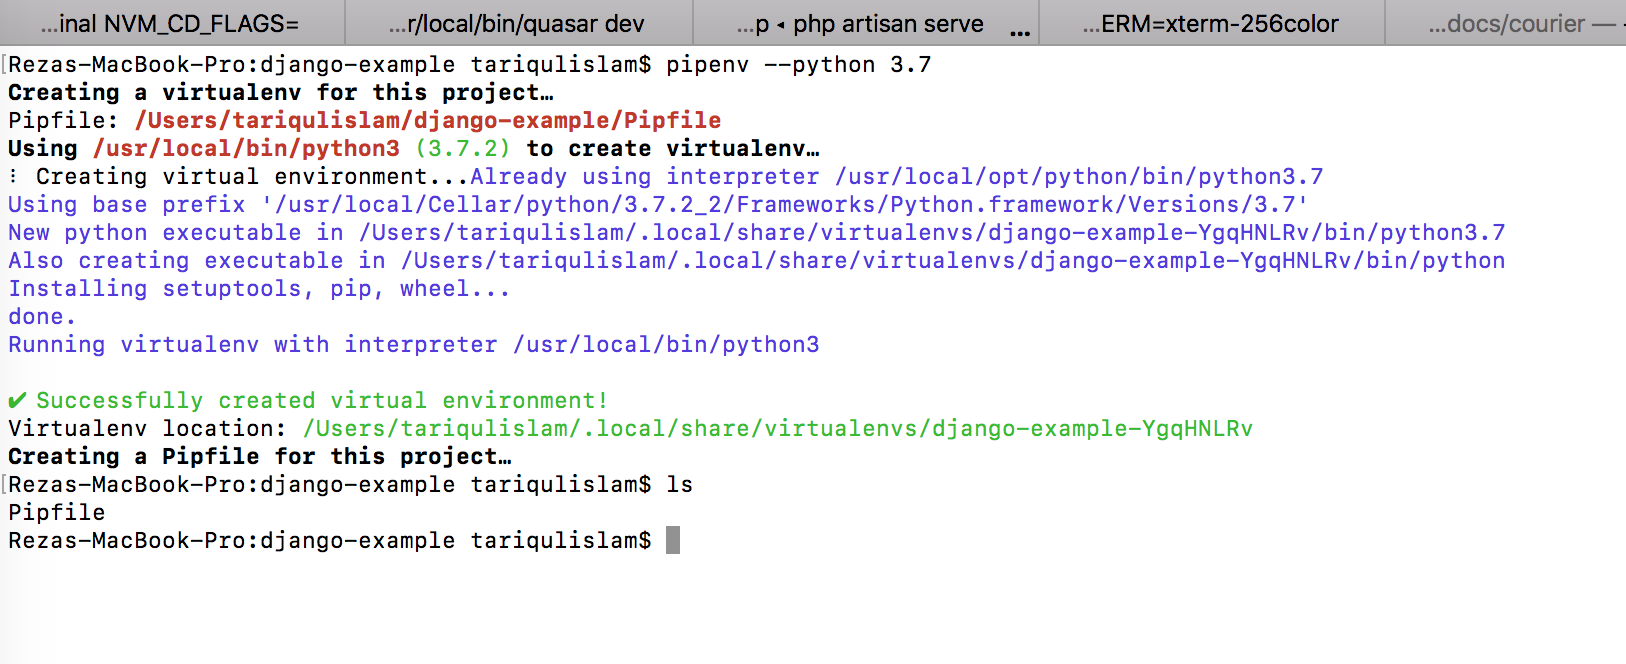 ...inal NVM_CD_FLAGS=
...r/local/bin/quasar dev
...p ◂ php artisan serve ...
...ERM=xterm-256color
...docs/courier —
[Rezas-MacBook-Pro:django-example tariqulislam$ pipenv --python 3.7
Creating a virtualenv for this project…
Pipfile: /Users/tariqulislam/django-example/Pipfile
Using /usr/local/bin/python3 (3.7.2) to create virtualenv…
⋮ Creating virtual environment...Already using interpreter /usr/local/opt/python/bin/python3.7
Using base prefix '/usr/local/Cellar/python/3.7.2_2/Frameworks/Python.framework/Versions/3.7'
New python executable in /Users/tariqulislam/.local/share/virtualenvs/django-example-YgqHNLRv/bin/python3.7
Also creating executable in /Users/tariqulislam/.local/share/virtualenvs/django-example-YgqHNLRv/bin/python
Installing setuptools, pip, wheel...
done.
Running virtualenv with interpreter /usr/local/bin/python3
✔ Successfully created virtual environment!
Virtualenv location: /Users/tariqulislam/.local/share/virtualenvs/django-example-YgqHNLRv
Creating a Pipfile for this project…
[Rezas-MacBook-Pro:django-example tariqulislam$ ls
Pipfile
Rezas-MacBook-Pro:django-example tariqulislam$